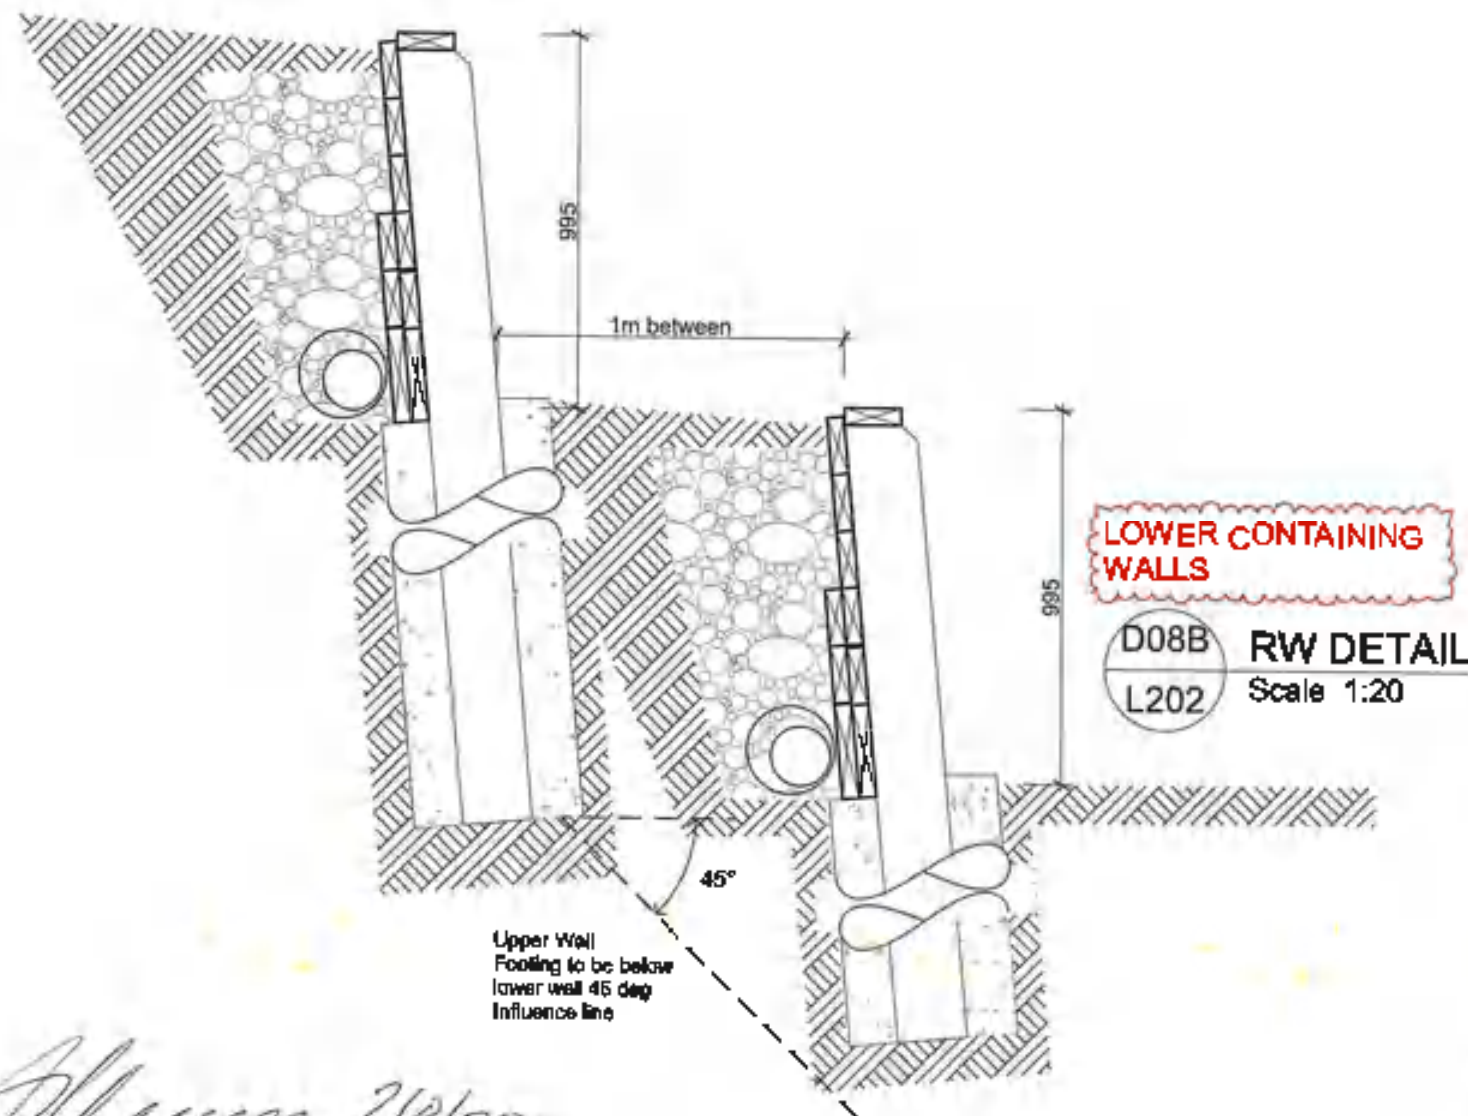 995
1m between
995
LOWER CONTAINING
WALLS
D08B
RW DETAIL
L202
Scale 1:20
45°
Upper Wall
Footing to be below
lower wall 45 deg
Influence line